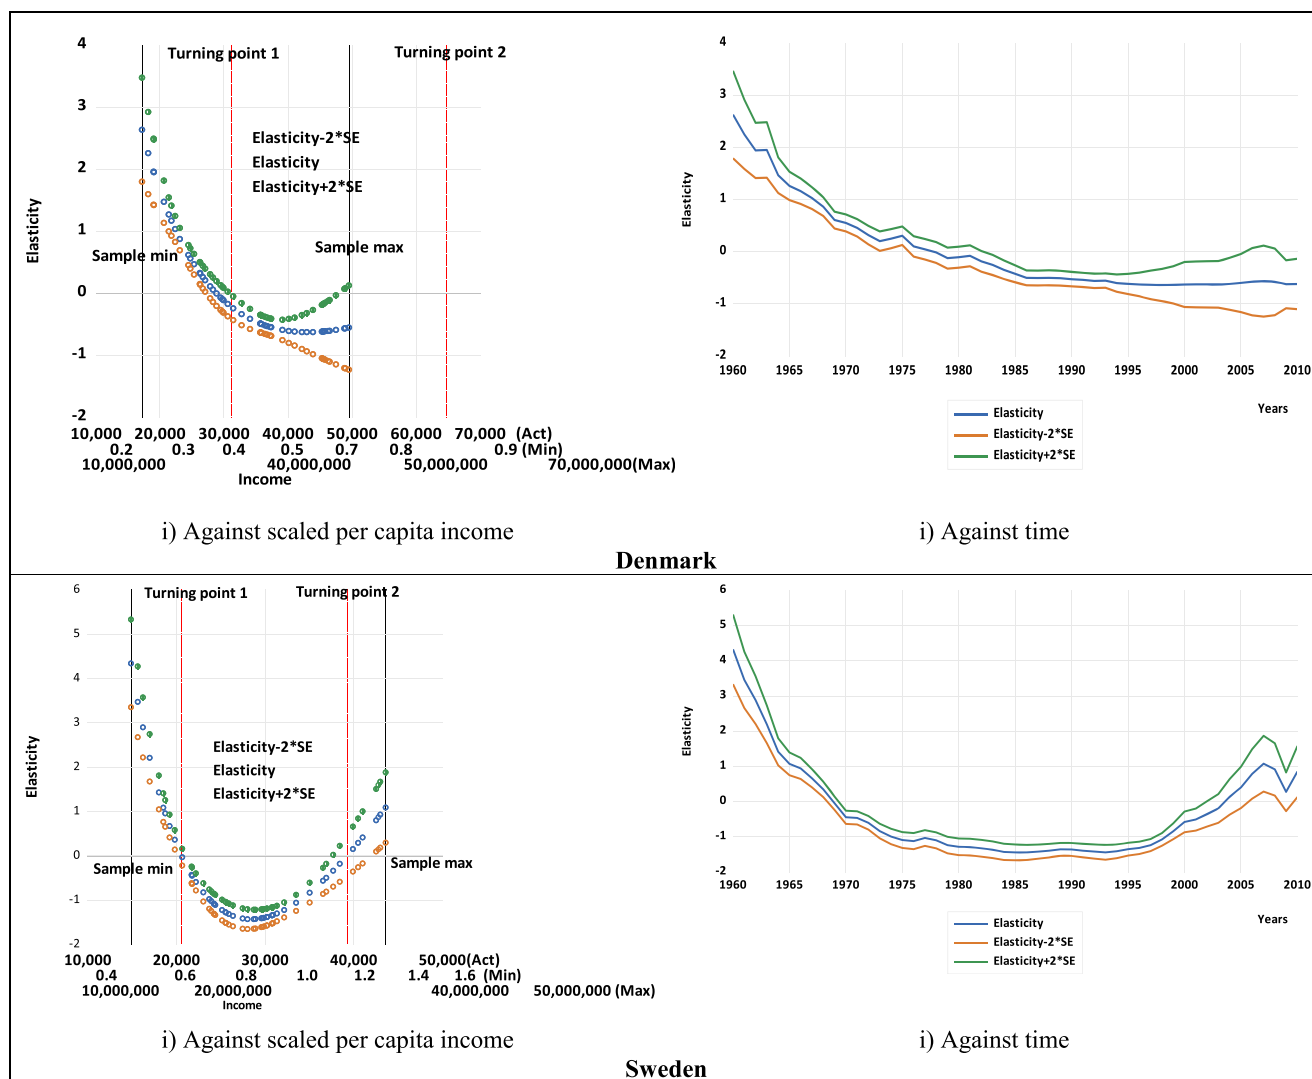 4
Turning point 1
Turning point 2
3
Elasticity-2*SE
Elasticity
Elasticity+2*SE
2
Elasticity
1
Sample min
Sample max
0
-1
-2
10,000 20,000 30,000 40,000 50,000 60,000 70,000 (Act)
0.2 0.3 0.4 0.5 0.7 0.8 0.9 (Min)
10,000,000 40,000,000 50,000,000 70,000,000(Max)
Income
4
3
2
1
0
-1
-2
Elasticity
1960 1965 1970 1975 1980 1985 1990 1995 2000 2005 2010
Years
Elasticity
Elasticity-2*SE
Elasticity+2*SE
i) Against scaled per capita income
i) Against time
Denmark
6
Turning point 1
Turning point 2
5
4
3
Elasticity-2*SE
Elasticity
Elasticity+2*SE
2
Elasticity
1
0
Sample min
Sample max
-1
-2
10,000 20,000 30,000 40,000 50,000(Act)
0.4 0.6 0.8 1.0 1.2 1.4 1.6 (Min)
10,000,000 20,000,000 40,000,000 50,000,000 (Max)
Income
6
5
4
3
2
1
0
-1
-2
Elasticity
1960 1965 1970 1975 1980 1985 1990 1995 2000 2005 2010
Years
Elasticity
Elasticity-2*SE
Elasticity+2*SE
i) Against scaled per capita income
i) Against time
Sweden